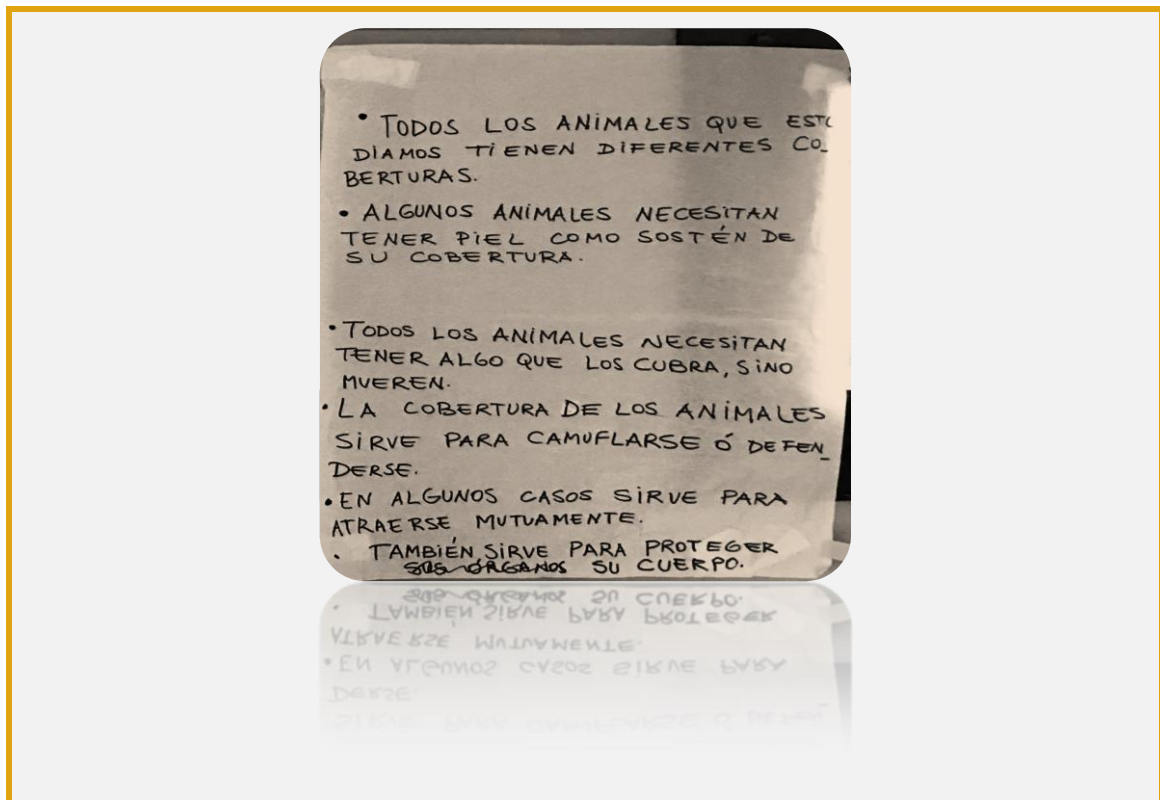 • TODOS LOS ANIMALES QUE ESTU
DIAMOS TIENEN DIFERENTES CO_
BERTURAS.
• ALGUNOS ANIMALES NECESITAN
TENER PIEL COMO SOSTÉN DE
SU COBERTURA.
• TODOS LOS ANIMALES NECESITAN
TENER ALGO QUE LOS CUBRA, SINO
MUEREN.
• LA COBERTURA DE LOS ANIMALES
SIRVE PARA CAMUFLARSE Ó DEFEN_
DERSE.
• EN ALGUNOS CASOS SIRVE PARA
ATRAERSE MUTUAMENTE.
• TAMBIÉN SIRVE PARA PROTEGER
SUS ÓRGANOS SU CUERPO.